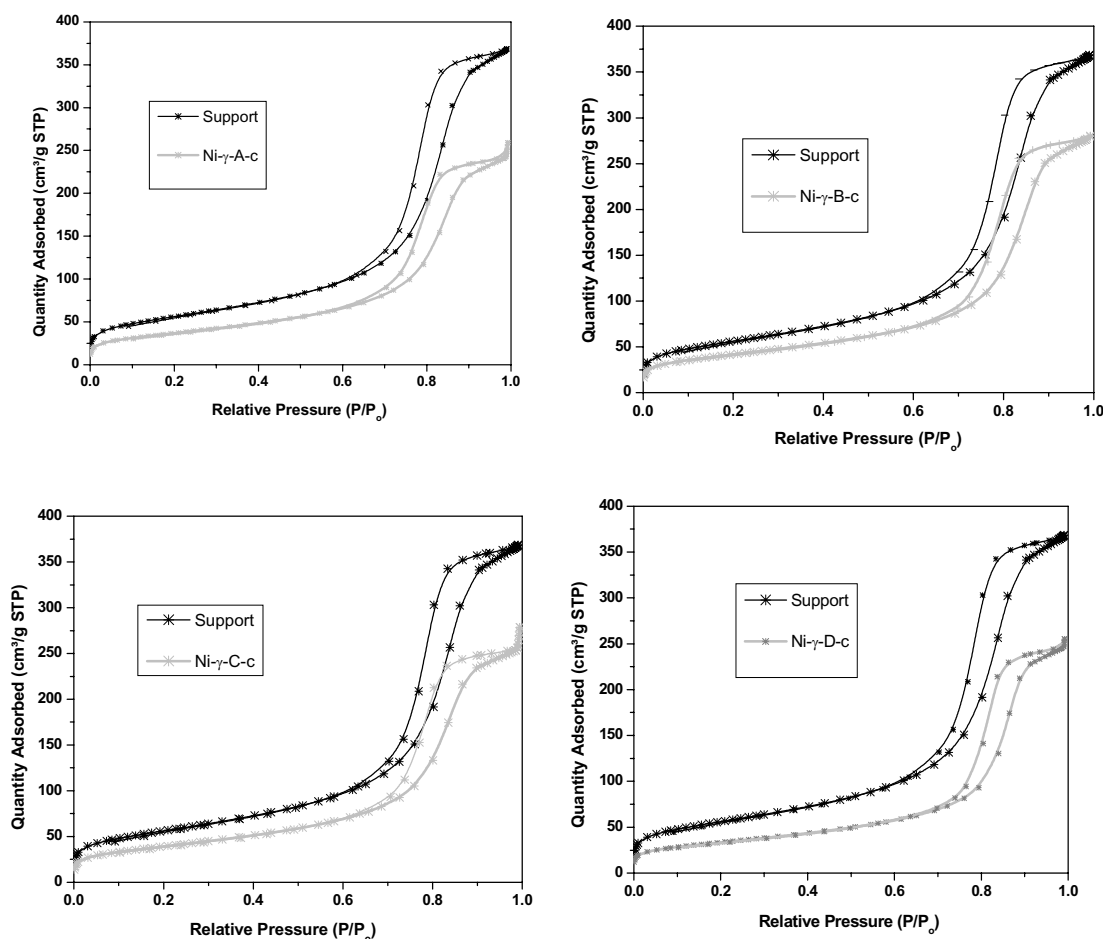 400
350
300
250
200
150
100
50
0
Quantity Adsorbed (cm³/g STP)
Support
Ni-γ-A-c
0.0 0.2 0.4 0.6 0.8 1.0
Relative Pressure (P/Pₒ)
400
350
300
250
200
150
100
50
0
Quantity Adsorbed (cm³/g STP)
Support
Ni-γ-B-c
0.0 0.2 0.4 0.6 0.8 1.0
Relative Pressure (P/Pₒ)
400
350
300
250
200
150
100
50
0
Quantity Adsorbed (cm³/g STP)
Support
Ni-γ-C-c
0.0 0.2 0.4 0.6 0.8 1.0
Relative Pressure (P/Pₒ)
400
350
300
250
200
150
100
50
0
Quantity Adsorbed (cm³/g STP)
Support
Ni-γ-D-c
0.0 0.2 0.4 0.6 0.8 1.0
Relative Pressure (P/Pₒ)